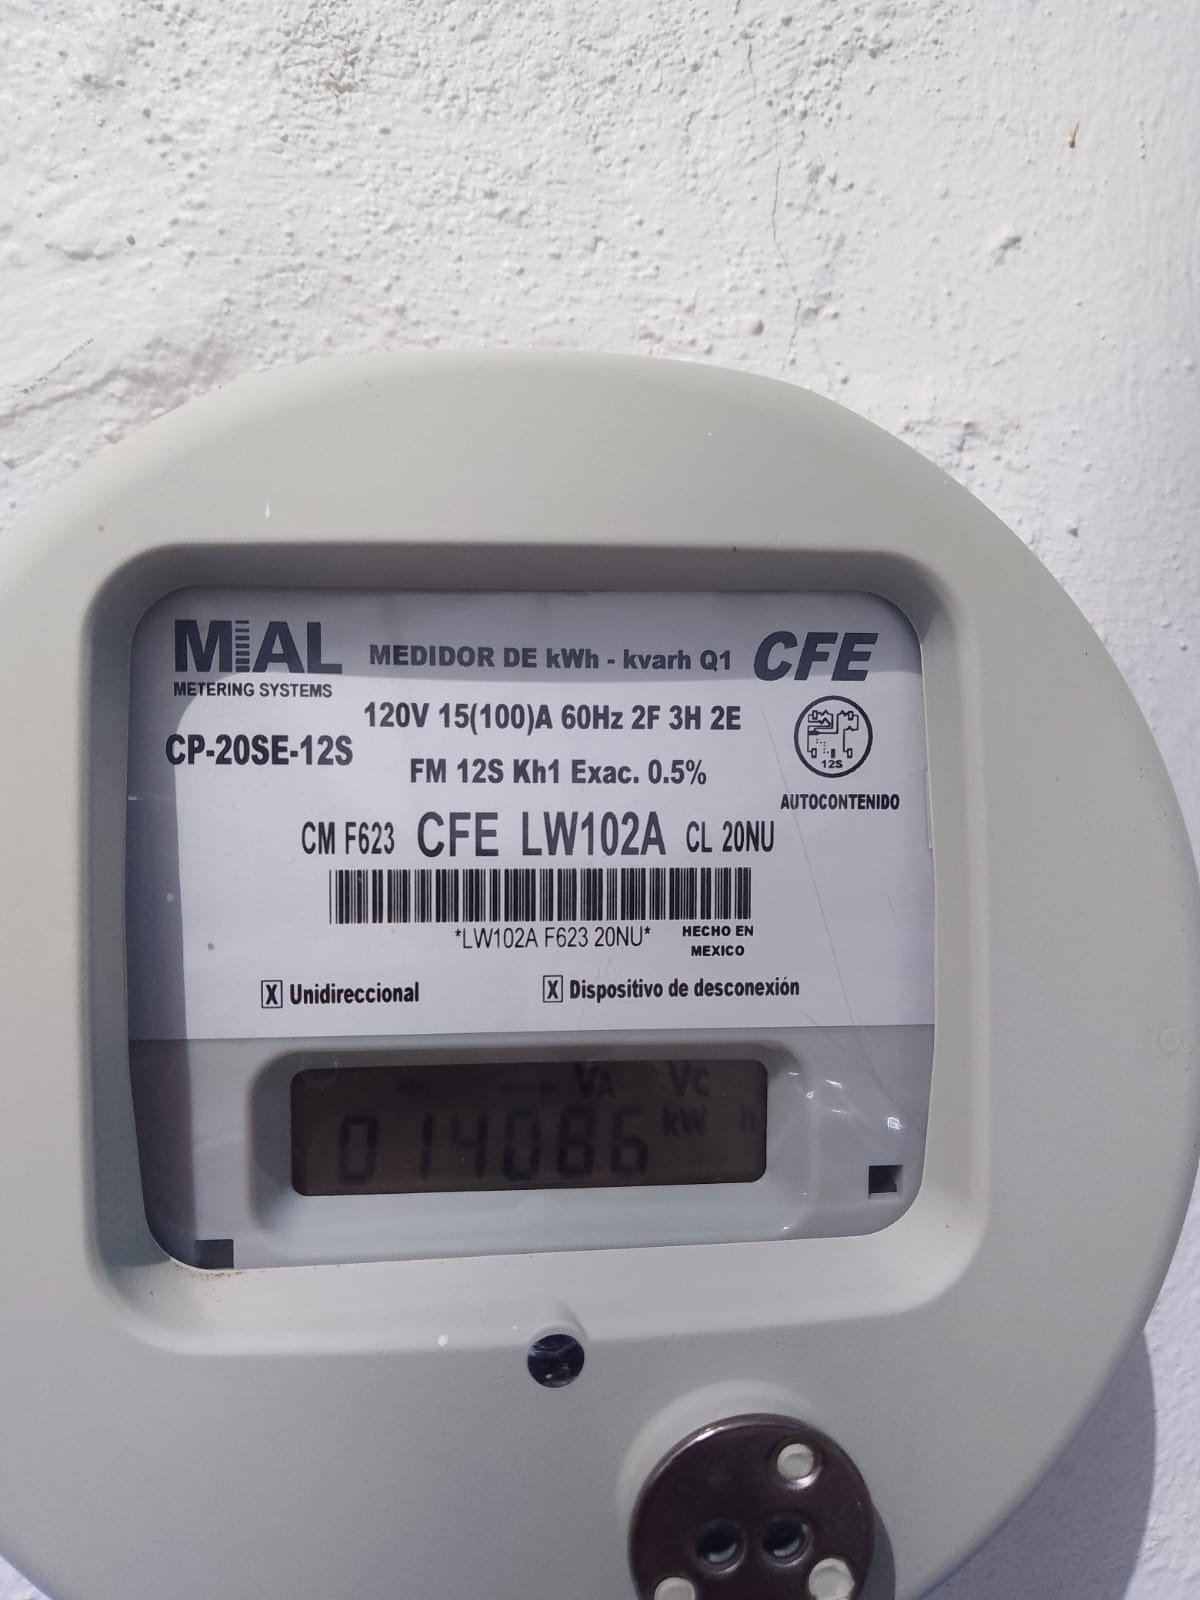 MIAL
METERING SYSTEMS
MEDIDOR DE kWh - kvarh Q1
CFE
120V 15(100)A 60Hz 2F 3H 2E
CP-20SE-12S
FM 12S Kh1 Exac. 0.5%
12S
AUTOCONTENIDO
CM F623 CFE LW102A CL 20NU
*LW102A F623 20NU*
HECHO EN
MEXICO
X Unidireccional
X Dispositivo de desconexión
VA VC
014086 kW h